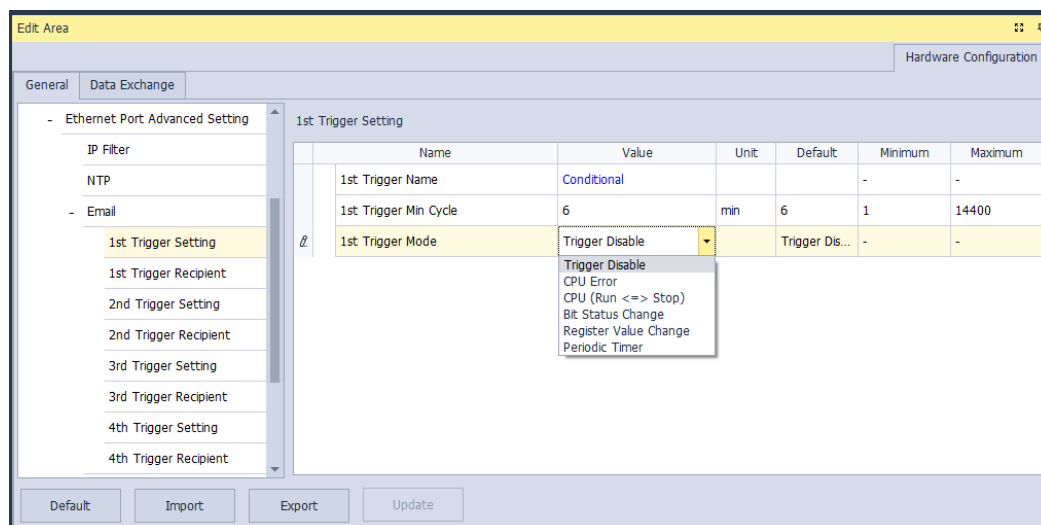 Edit Area
Hardware Configuration
General Data Exchange
- Ethernet Port Advanced Setting
IP Filter
NTP
- Email
1st Trigger Setting
1st Trigger Recipient
2nd Trigger Setting
2nd Trigger Recipient
3rd Trigger Setting
3rd Trigger Recipient
4th Trigger Setting
4th Trigger Recipient
1st Trigger Setting
Name Value Unit Default Minimum Maximum
1st Trigger Name Conditional - -
1st Trigger Min Cycle 6 min 6 1 14400
1st Trigger Mode Trigger Disable Trigger Dis... - -
Trigger Disable
CPU Error
CPU (Run <=> Stop)
Bit Status Change
Register Value Change
Periodic Timer
Default Import Export Update